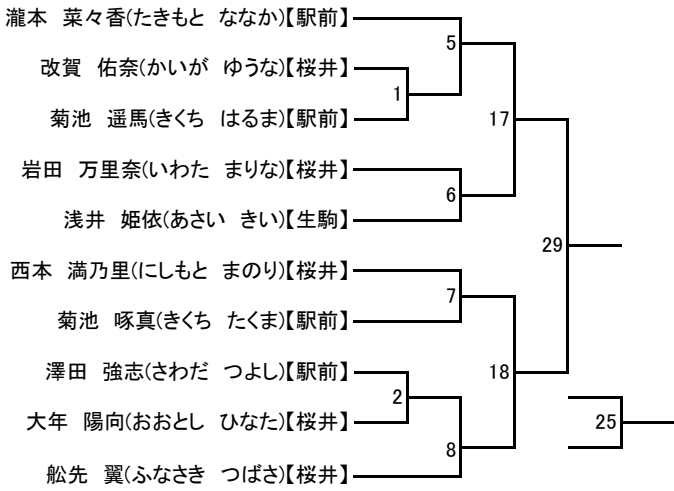 瀧本　菜々香(たきもと　ななか)【駅前】
5
改賀　佑奈(かいが　ゆうな)【桜井】
1
菊池　遥馬(きくち　はるま)【駅前】
17
岩田　万里奈(いわた　まりな)【桜井】
6
浅井　姫依(あさい　きい)【生駒】
29
西本　満乃里(にしもと　まのり)【桜井】
7
菊池　啄真(きくち　たくま)【駅前】
澤田　強志(さわだ　つよし)【駅前】
18
2
大年　陽向(おおとし　ひなた)【桜井】
25
8
舩先　翼(ふなさき　つばさ)【桜井】